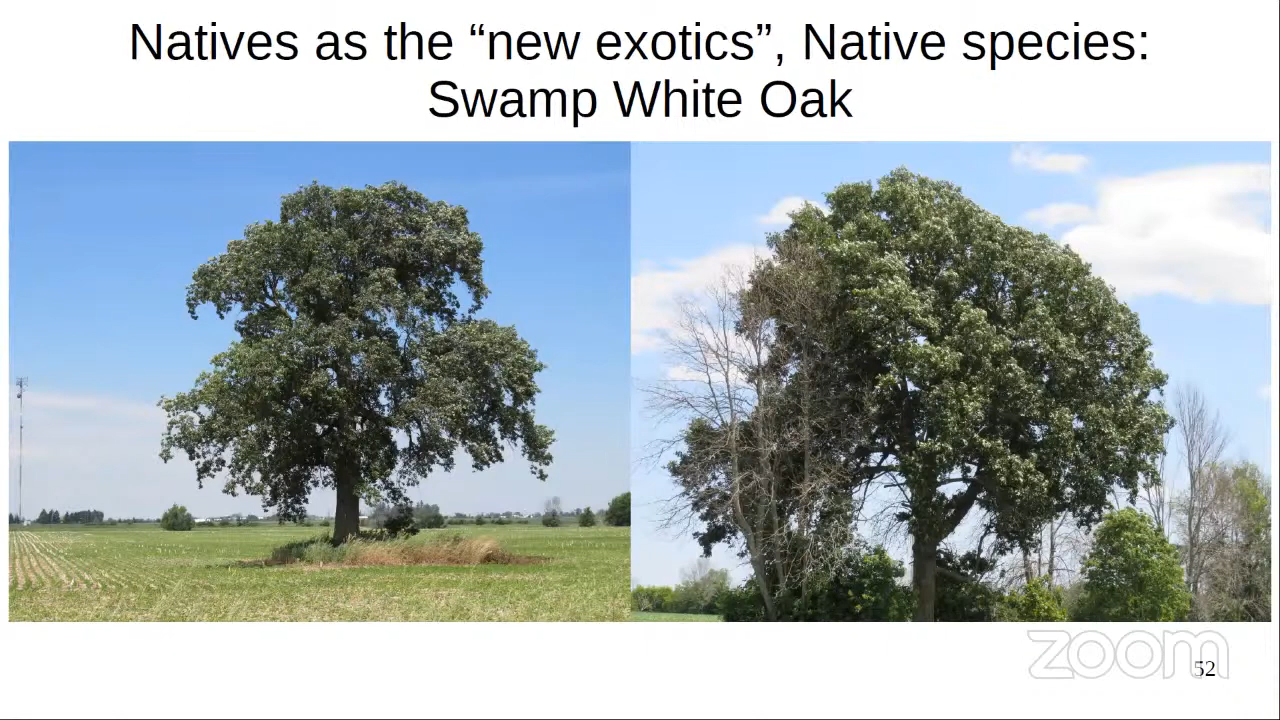 Natives as the “new exotics”, Native species:
Swamp White Oak
zoom
52